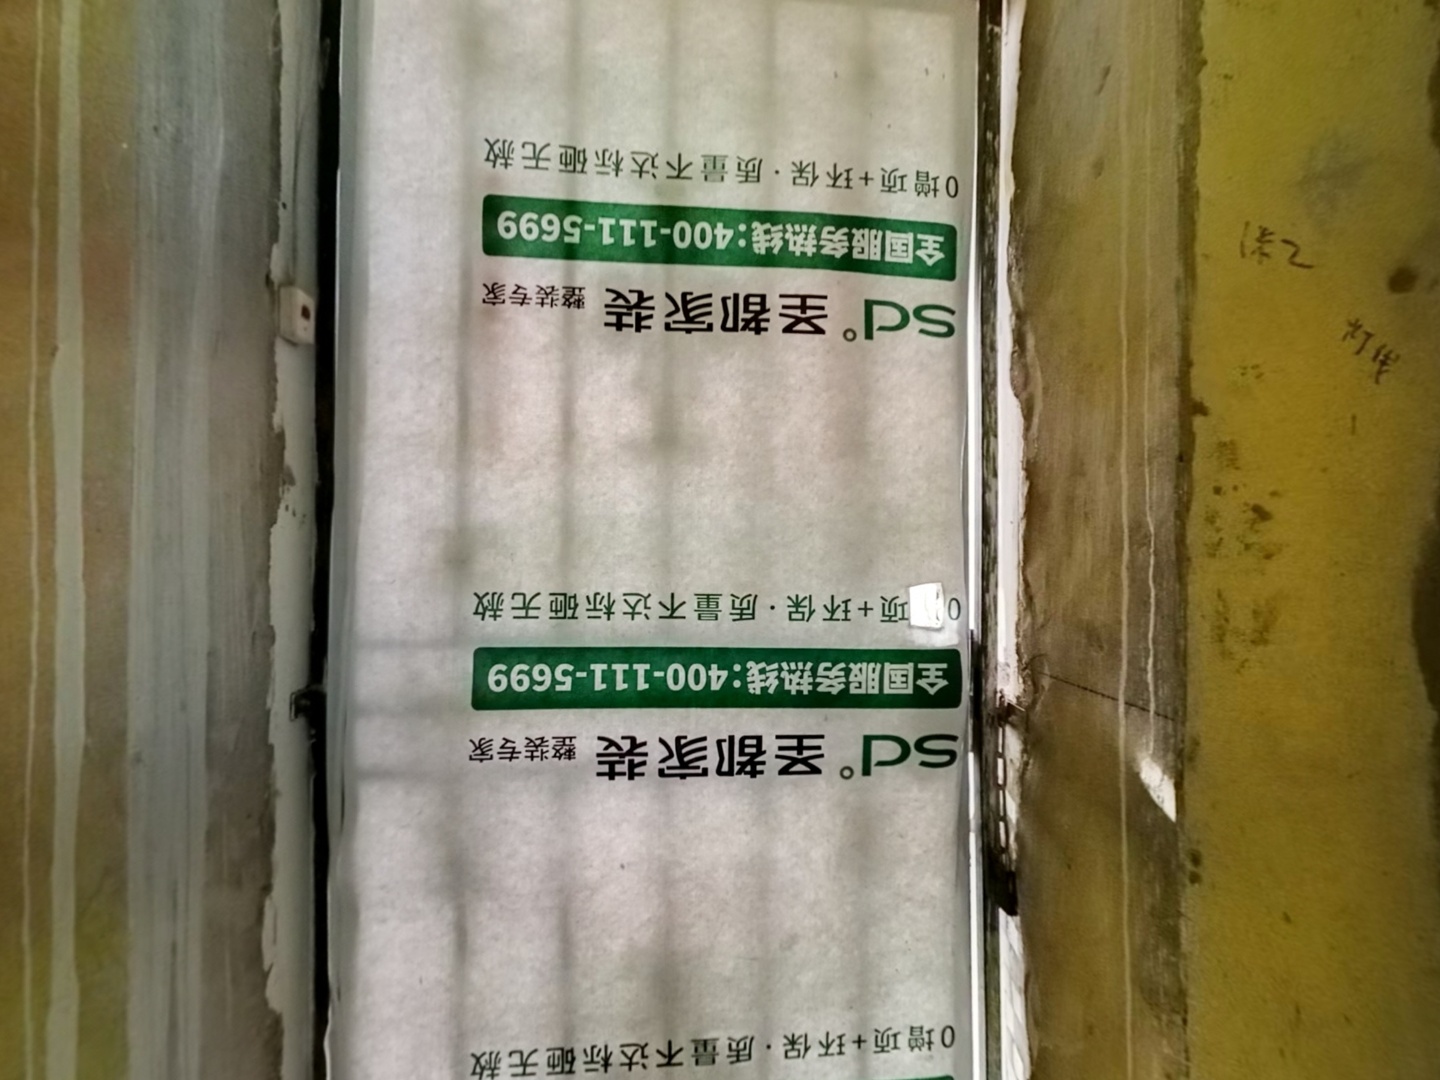 sd 圣都家装 整装专家
全国服务热线:400-111-5699
0增项+环保·质量不达标砸无赦
sd 圣都家装 整装专家
全国服务热线:400-111-5699
0 项+环保·质量不达标砸无赦
0增项+环保·质量不达标砸无赦